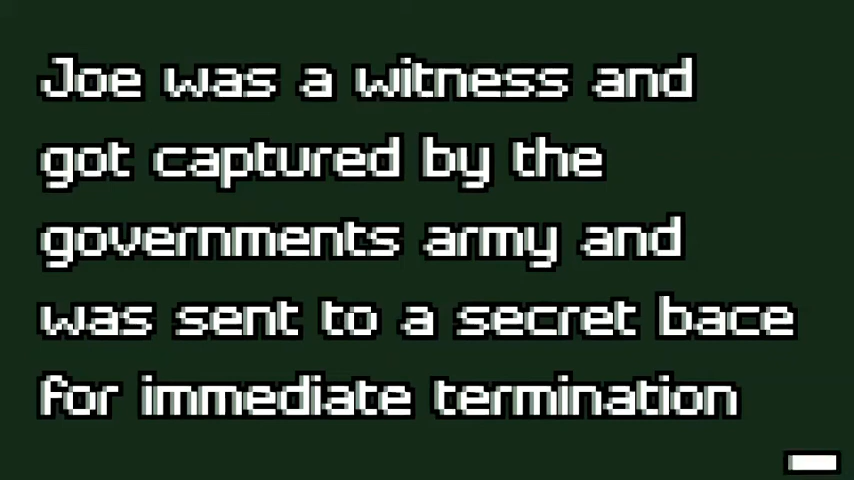 Joe was a witness and
got captured by the
governments army and
was sent to a secret bace
for immediate termination